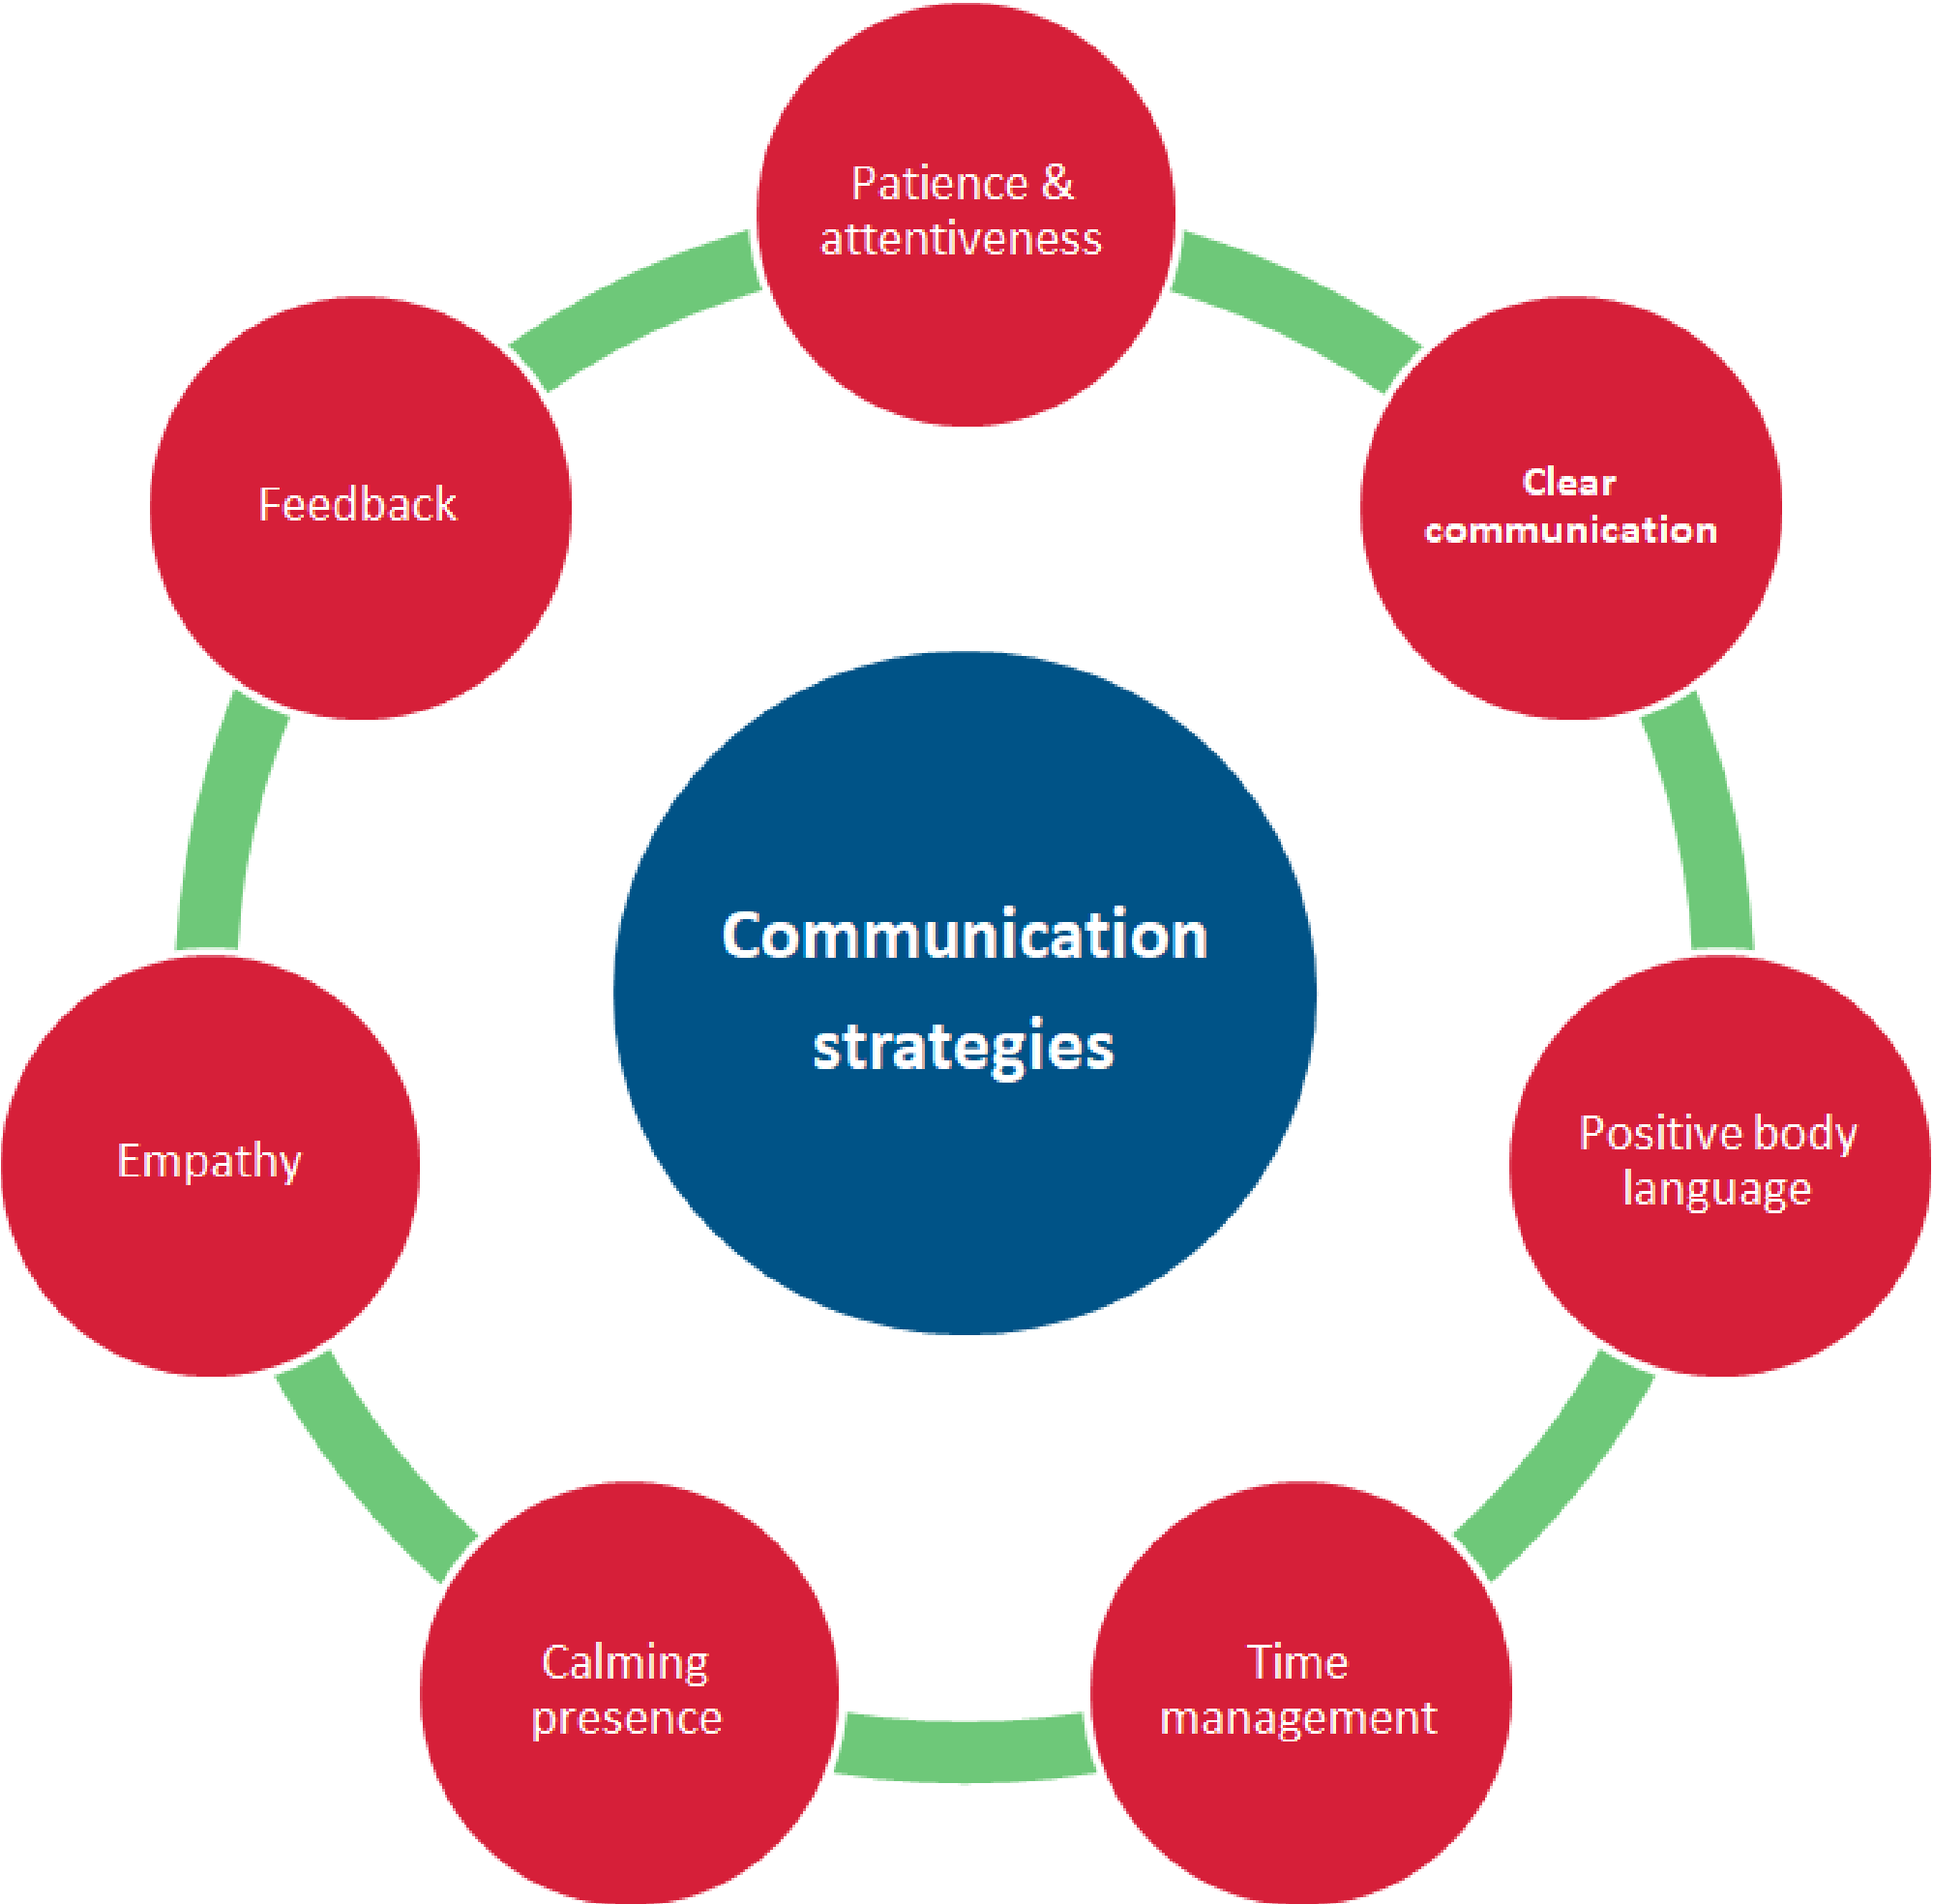 Patience &
attentiveness
Clear
communication
Positive body
language
Time
management
Calming
presence
Empathy
Feedback
Communication
strategies